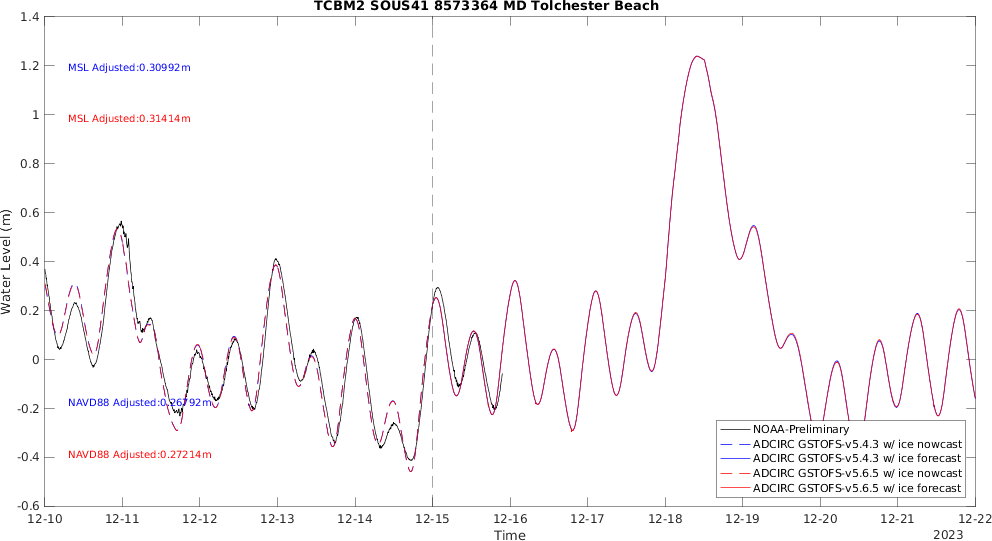 TCBM2 SOUS41 8573364 MD Tolchester Beach
1.4
1.2
1
0.8
0.6
0.4
0.2
0
-0.2
-0.4
-0.6
Water Level (m)
MSL Adjusted:0.30992m
MSL Adjusted:0.31414m
NAVD88 Adjusted:0.26792m
NAVD88 Adjusted:0.27214m
NOAA-Preliminary
ADCIRC GSTOFS-v5.4.3 w/ ice nowcast
ADCIRC GSTOFS-v5.4.3 w/ ice forecast
ADCIRC GSTOFS-v5.6.5 w/ ice nowcast
ADCIRC GSTOFS-v5.6.5 w/ ice forecast
12-10 12-11 12-12 12-13 12-14 12-15 12-16 12-17 12-18 12-19 12-20 12-21 12-22
Time
2023